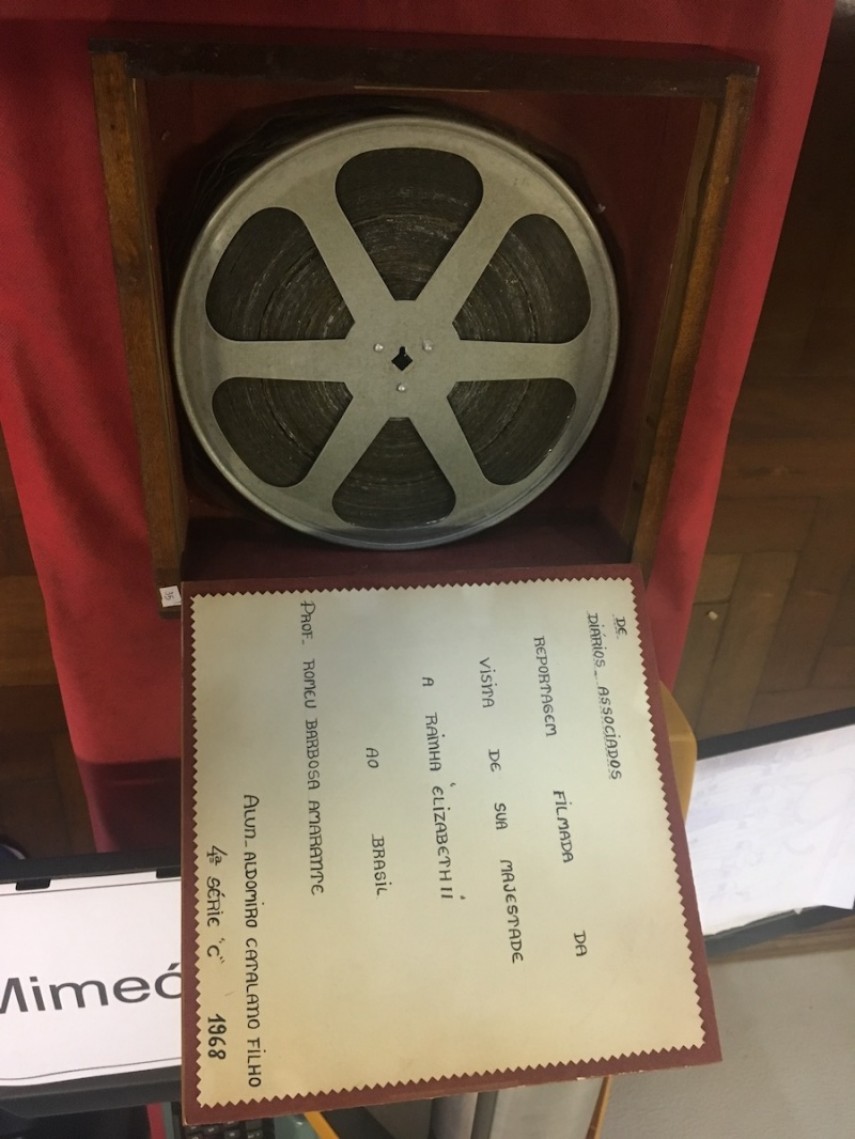 DE
DIÁRIOS ASSOCIADOS
REPORTAGEM FILMADA DA
VISITA DE SUA MAJESTADE
A RAINHA "ELIZABETH II"
AO BRASIL
PROF. ROMEU BARBOSA AMARANTE
ALUN_ ALDOMIRO CATALANO FILHO
4ª SÉRIE "C" 1968
Mimeó